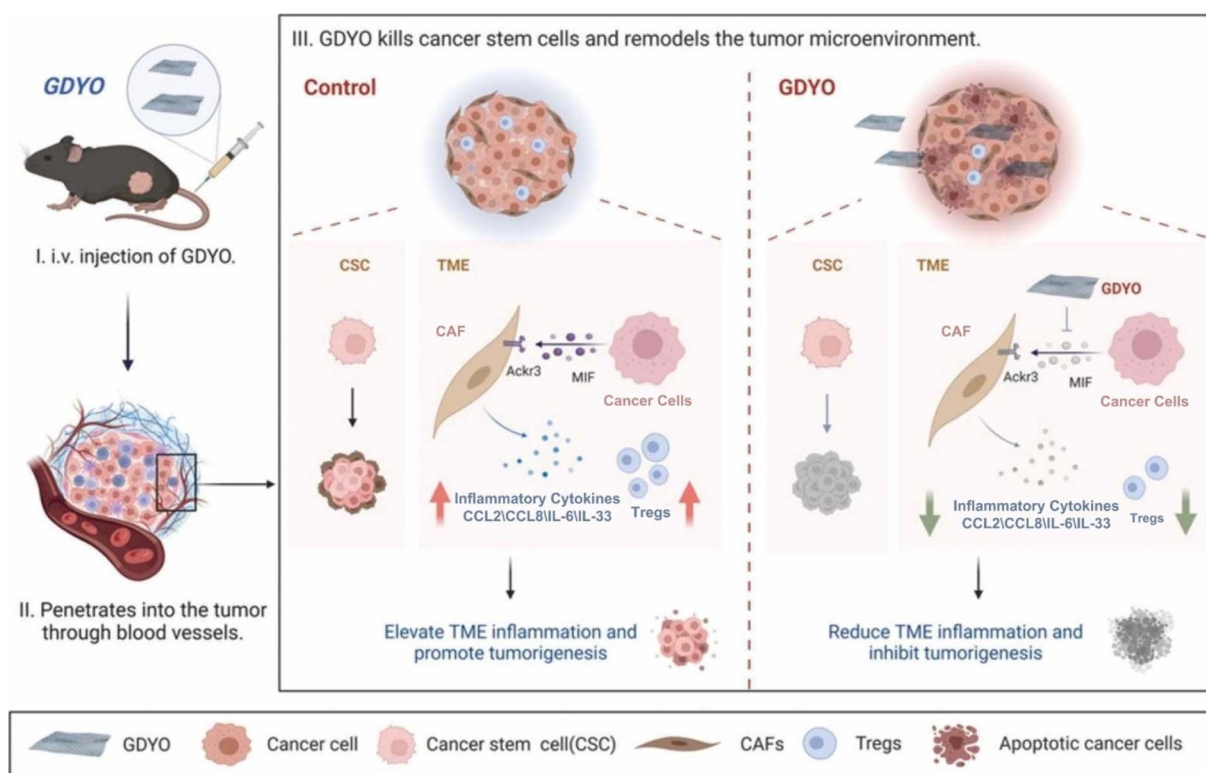 GDYO
I. i.v. injection of GDYO.
II. Penetrates into the tumor
through blood vessels.
III. GDYO kills cancer stem cells and remodels the tumor microenvironment.
Control
CSC
TME
CAF
Ackr3
MIF
Cancer Cells
Inflammatory Cytokines
CCL2\CCL8\IL-6\IL-33
Tregs
Elevate TME inflammation and
promote tumorigenesis
GDYO
CSC
TME
GDYO
CAF
Ackr3
MIF
Cancer Cells
Inflammatory Cytokines
CCL2\CCL8\IL-6\IL-33
Tregs
Reduce TME inflammation and
inhibit tumorigenesis
GDYO
Cancer cell
Cancer stem cell(CSC)
CAFs
Tregs
Apoptotic cancer cells